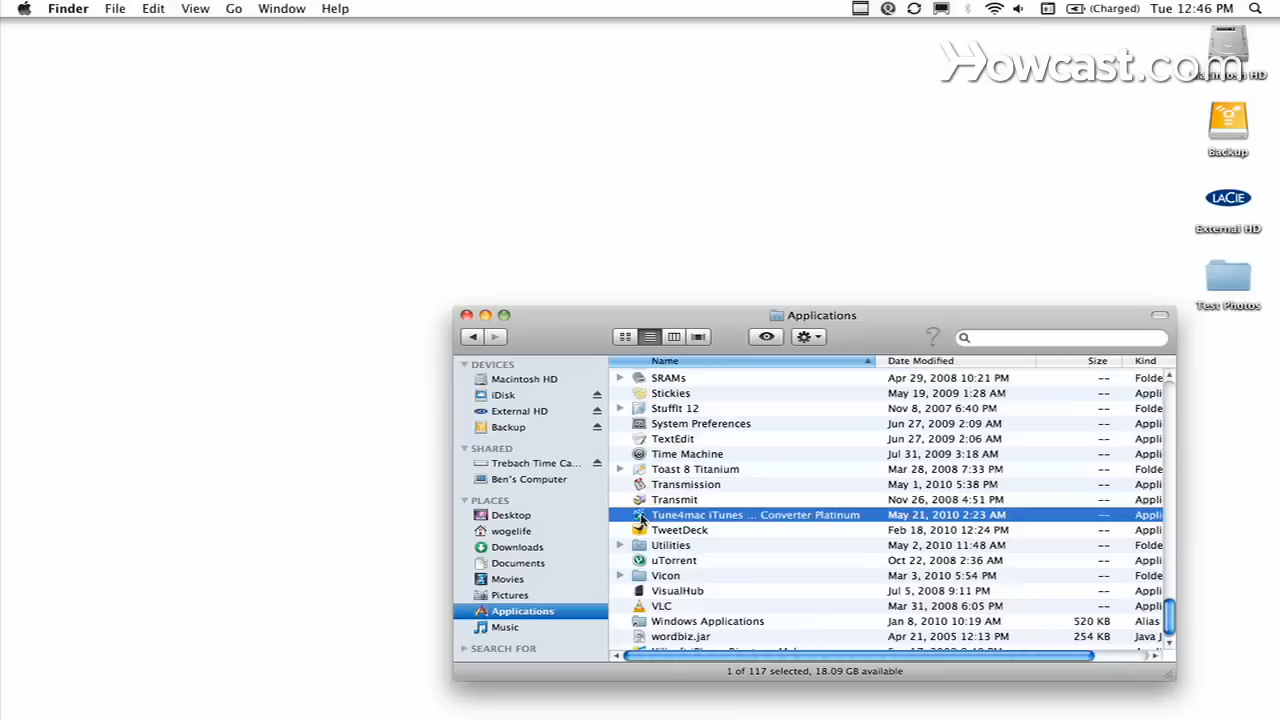 Finder File Edit View Go Window Help (Charged) Tue 12:46 PM
Howcast.com
Macintosh HD
Backup
LACIE
External HD
Test Photos
Applications
Name Date Modified Size Kind
DEVICES
Macintosh HD
iDisk
External HD
Backup
SHARED
Trebach Time Ca...
Ben's Computer
PLACES
Desktop
wogelife
Downloads
Documents
Movies
Pictures
Applications
Music
SEARCH FOR
SRAMs Apr 29, 2008 10:21 PM -- Folde
Stickies May 19, 2009 1:28 AM -- Appli
StuffIt 12 Nov 8, 2007 6:40 PM -- Folde
System Preferences Jun 27, 2009 2:09 AM -- Appli
TextEdit Jun 27, 2009 2:06 AM -- Appli
Time Machine Jul 31, 2009 3:18 AM -- Appli
Toast 8 Titanium Mar 28, 2008 7:33 PM -- Folde
Transmission May 1, 2010 5:38 PM -- Appli
Transmit Nov 26, 2008 4:51 PM -- Appli
Tune4mac iTunes ... Converter Platinum May 21, 2010 2:23 AM -- Appli
TweetDeck Feb 18, 2010 12:24 PM -- Appli
Utilities May 2, 2010 11:48 AM -- Folde
uTorrent Oct 22, 2008 2:36 AM -- Appli
Vicon Mar 3, 2010 5:54 PM -- Folde
VisualHub Jul 5, 2008 9:11 PM -- Appli
VLC Mar 31, 2008 6:05 PM -- Appli
Windows Applications Jan 8, 2010 10:19 AM 520 KB Alias
wordbiz.jar Apr 21, 2005 12:13 PM 254 KB Java J
1 of 117 selected, 18.09 GB available